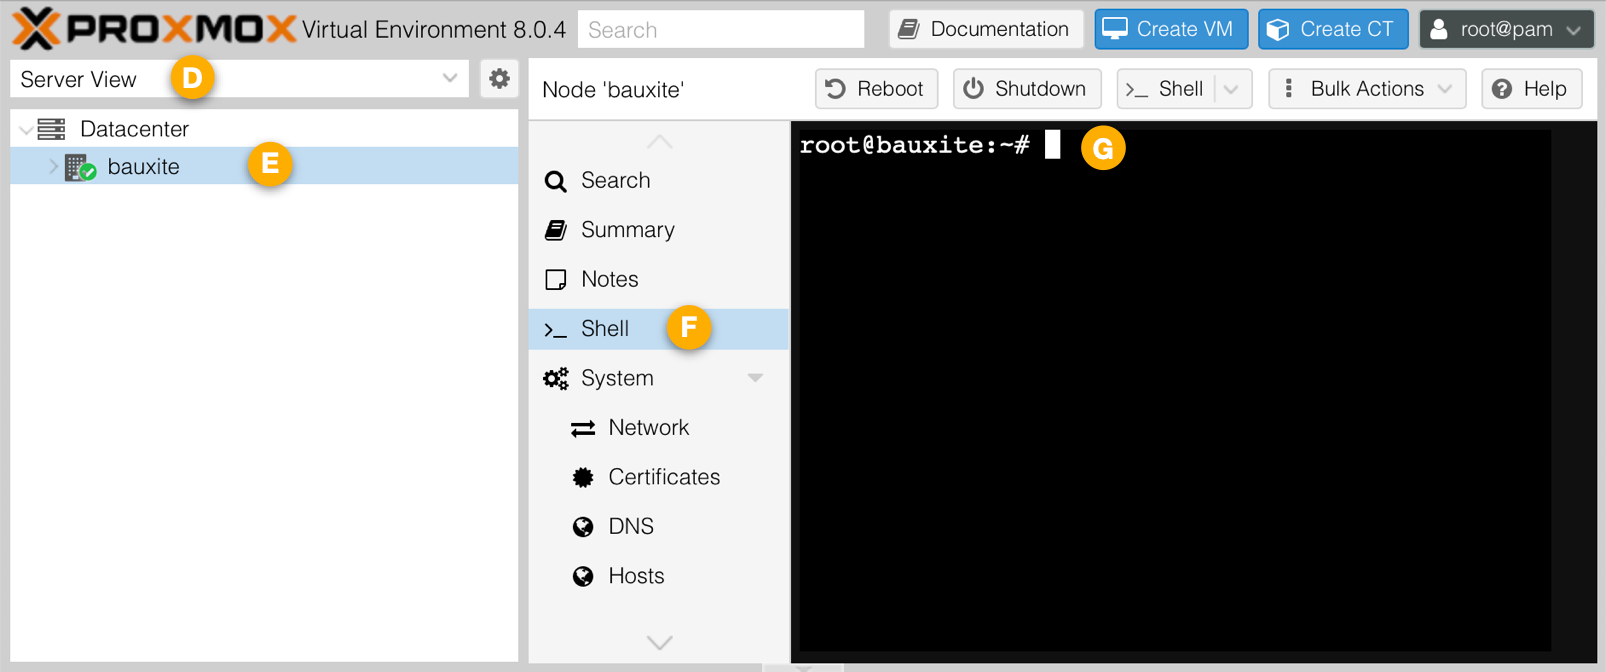 PROXMOX Virtual Environment 8.0.4 Search Documentation Create VM Create CT root@pam
Server View D
Node 'bauxite' Reboot Shutdown >_ Shell Bulk Actions ? Help
Datacenter
bauxite E
Search
Summary
Notes
>_ Shell F
System
Network
Certificates
DNS
Hosts
root@bauxite:~# G